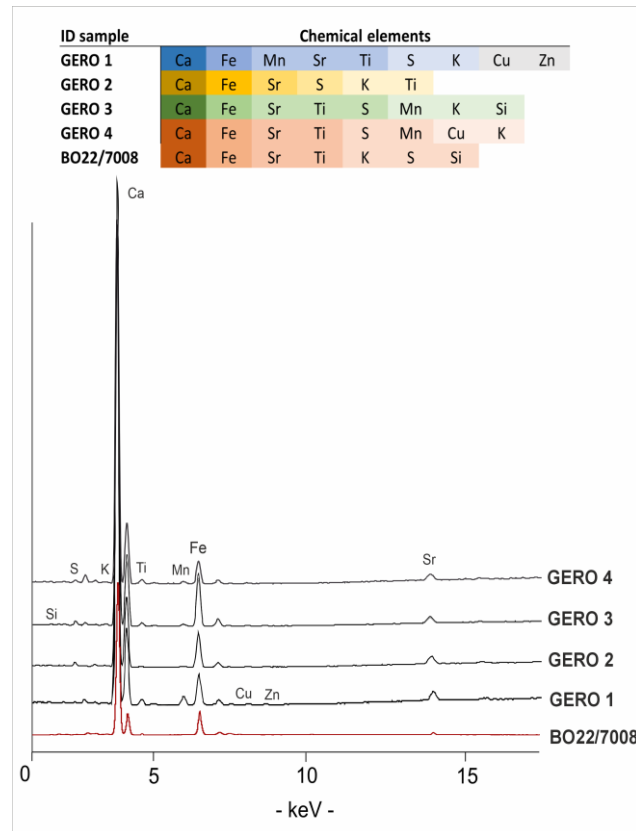 ID sample Chemical elements
GERO 1 Ca Fe Mn Sr Ti S K Cu Zn
GERO 2 Ca Fe Sr S K Ti
GERO 3 Ca Fe Sr Ti S Mn K Si
GERO 4 Ca Fe Sr Ti S Mn Cu K
BO22/7008 Ca Fe Sr Ti K S Si
Ca
Fe
Sr
S K Ti Mn
GERO 4
Si
GERO 3
GERO 2
Cu Zn
GERO 1
BO22/7008
0 5 10 15
- keV -